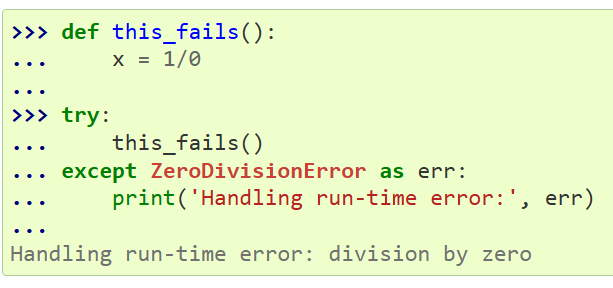 >>> def this_fails():
...     x = 1/0
...
>>> try:
...     this_fails()
... except ZeroDivisionError as err:
...     print('Handling run-time error:', err)
...
Handling run-time error: division by zero